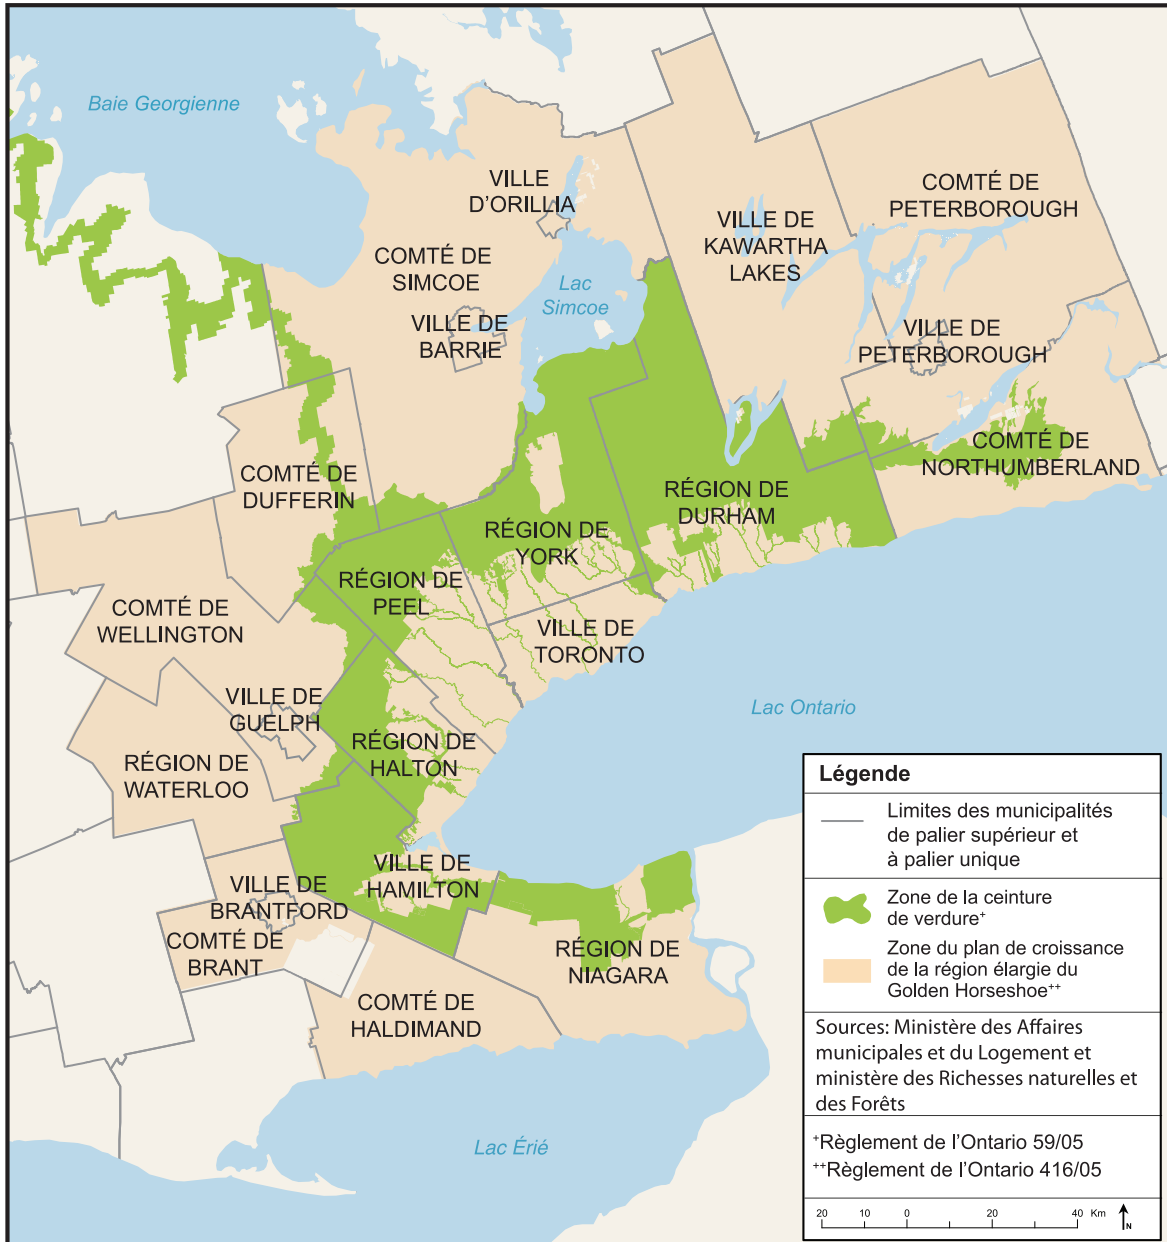 Baie Georgienne
VILLE
D'ORILLIA
COMTÉ DE
PETERBOROUGH
VILLE DE
KAWARTHA
LAKES
COMTÉ DE
SIMCOE
Lac
Simcoe
VILLE DE
BARRIE
VILLE DE
PETERBOROUGH
COMTÉ DE
NORTHUMBERLAND
COMTÉ DE
DUFFERIN
RÉGION DE
DURHAM
RÉGION DE
YORK
RÉGION DE
PEEL
COMTÉ DE
WELLINGTON
VILLE DE
TORONTO
VILLE DE
GUELPH
Lac Ontario
RÉGION DE
HALTON
RÉGION DE
WATERLOO
VILLE DE
HAMILTON
VILLE DE
BRANTFORD
COMTÉ DE
BRANT
RÉGION DE
NIAGARA
COMTÉ DE
HALDIMAND
Lac Érié
Légende
Limites des municipalités
de palier supérieur et
à palier unique
Zone de la ceinture
de verdure+
Zone du plan de croissance
de la région élargie du
Golden Horseshoe++
Sources: Ministère des Affaires
municipales et du Logement et
ministère des Richesses naturelles et
des Forêts
+Règlement de l'Ontario 59/05
++Règlement de l'Ontario 416/05
20 10 0 20 40 Km
N